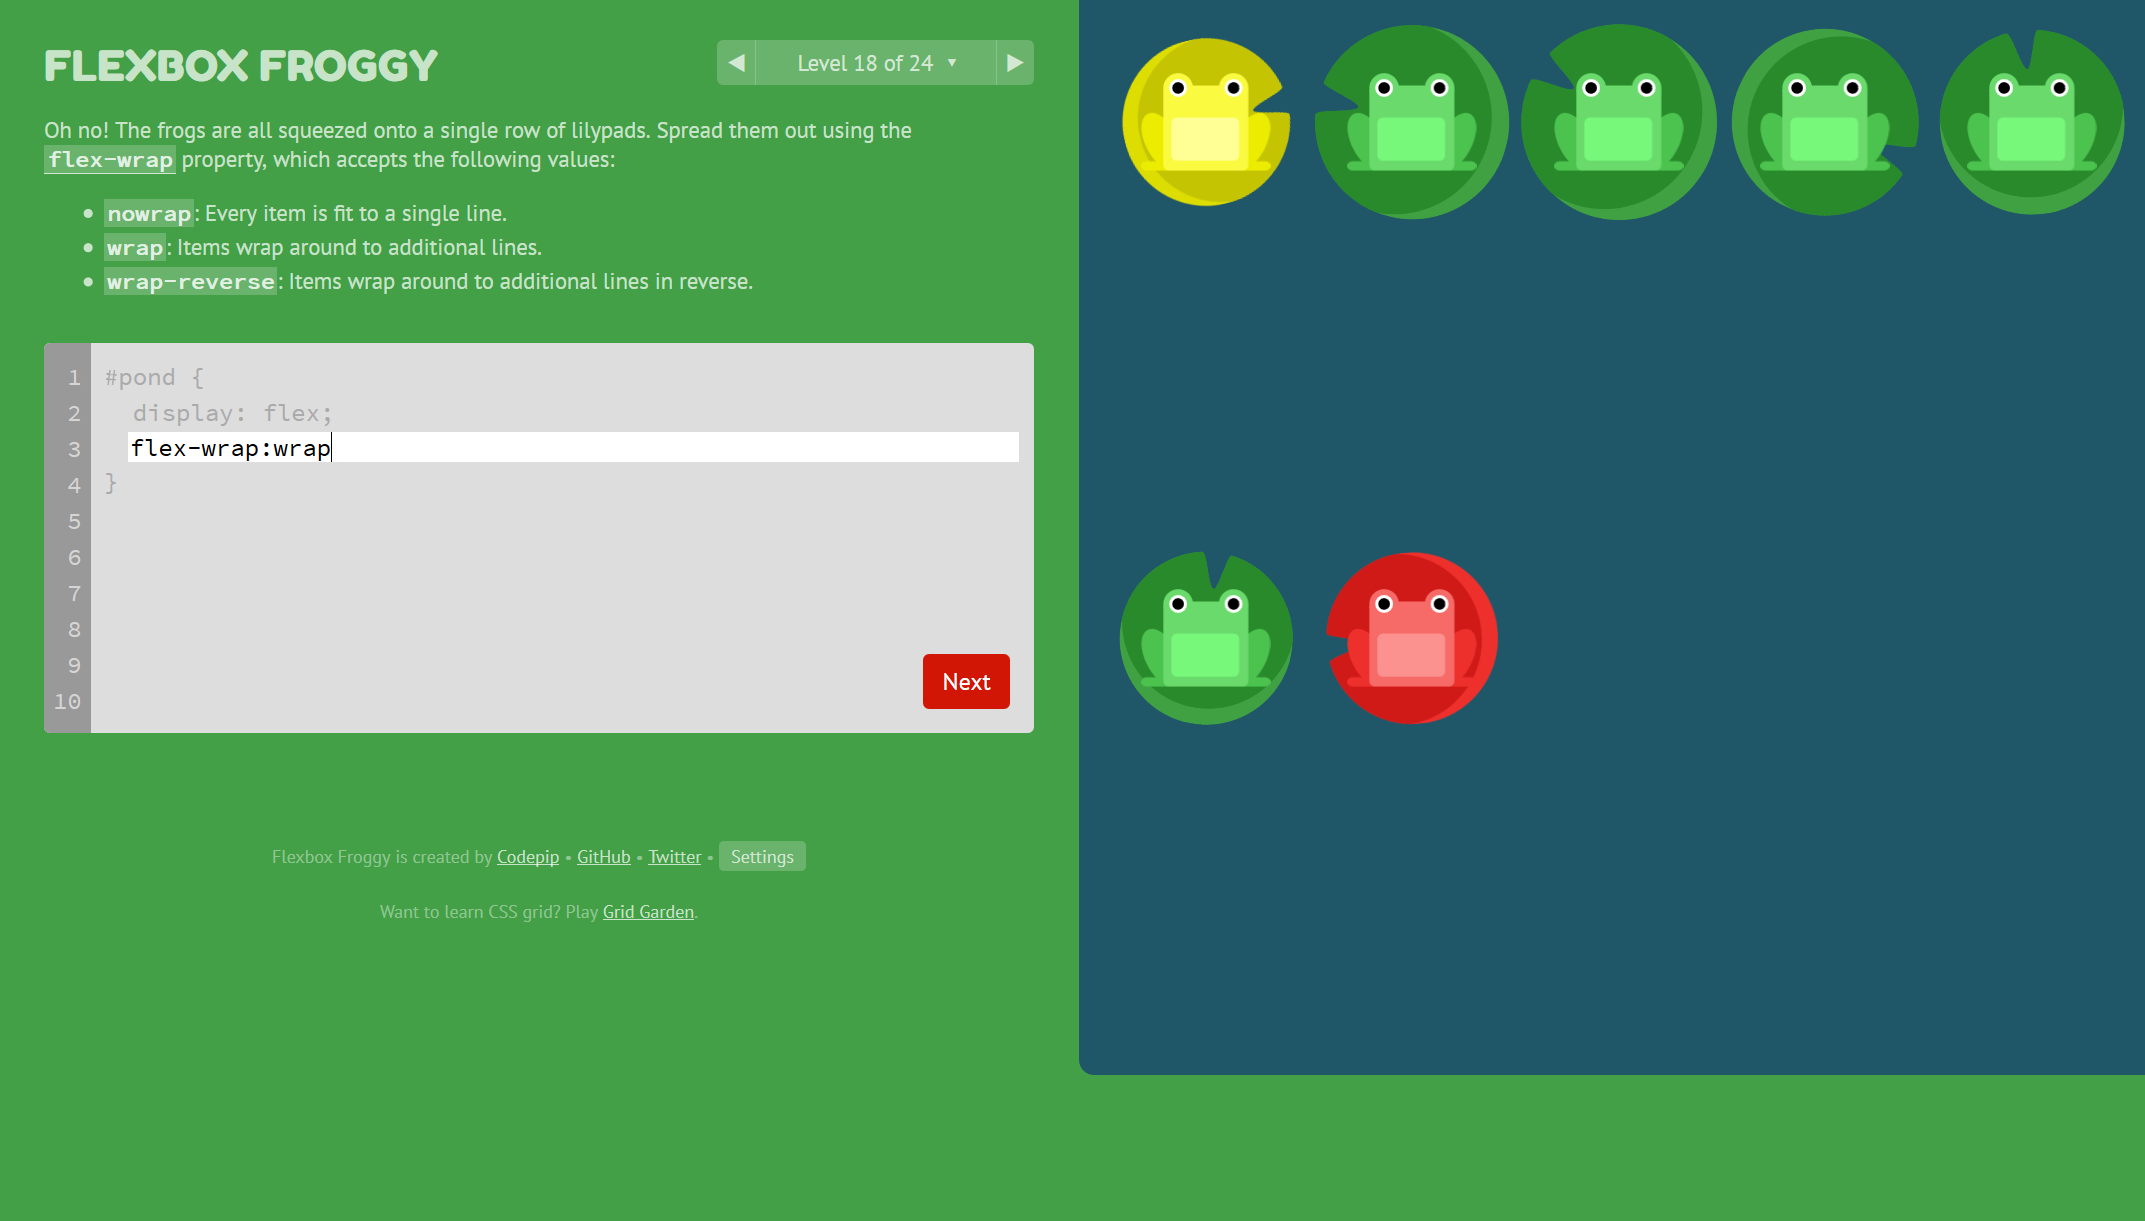 FLEXBOX FROGGY
◀ Level 18 of 24 ▼ ▶
Oh no! The frogs are all squeezed onto a single row of lilypads. Spread them out using the
flex-wrap property, which accepts the following values:
• nowrap: Every item is fit to a single line.
• wrap: Items wrap around to additional lines.
• wrap-reverse: Items wrap around to additional lines in reverse.
1 #pond {
2 display: flex;
3 flex-wrap:wrap
4 }
5
6
7
8
9
10
Next
Flexbox Froggy is created by Codepip • GitHub • Twitter • Settings
Want to learn CSS grid? Play Grid Garden.